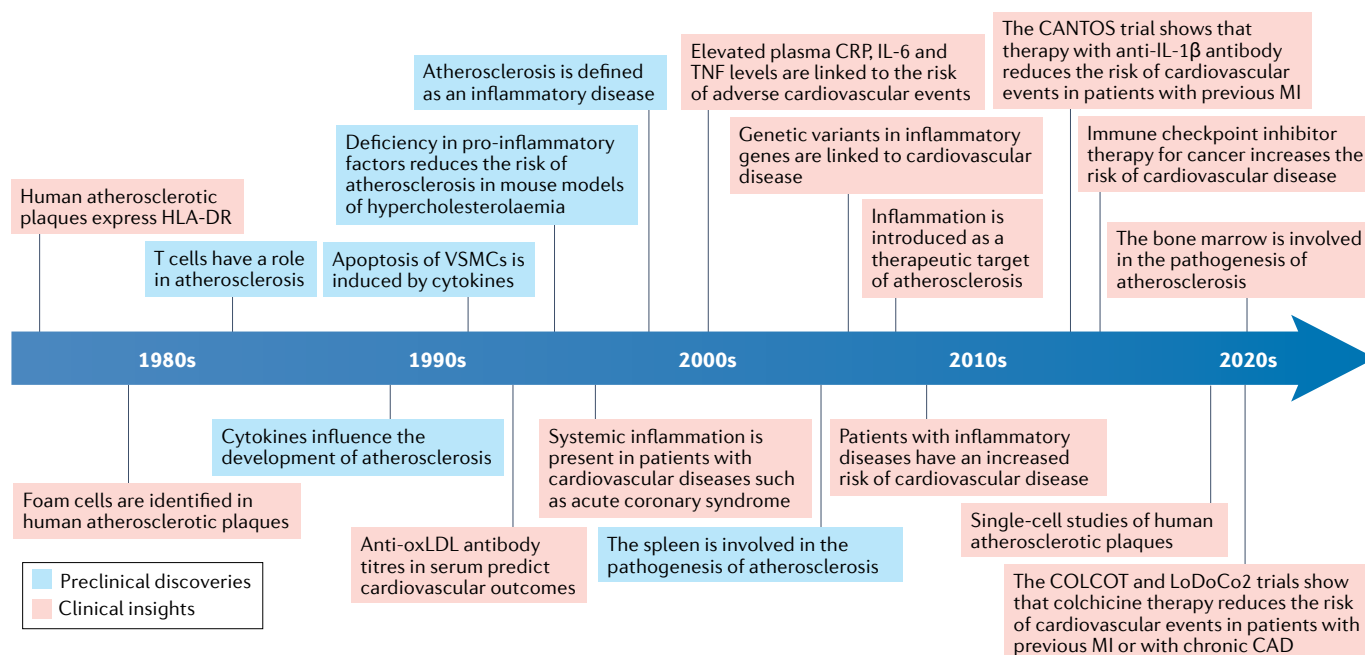 Human atherosclerotic
plaques express HLA-DR
T cells have a role
in atherosclerosis
Apoptosis of VSMCs is
induced by cytokines
Deficiency in pro-inflammatory
factors reduces the risk of
atherosclerosis in mouse models
of hypercholesterolaemia
Atherosclerosis is defined
as an inflammatory disease
Elevated plasma CRP, IL-6 and
TNF levels are linked to the risk
of adverse cardiovascular events
Genetic variants in inflammatory
genes are linked to cardiovascular
disease
Inflammation is
introduced as a
therapeutic target
of atherosclerosis
The CANTOS trial shows that
therapy with anti-IL-1β antibody
reduces the risk of cardiovascular
events in patients with previous MI
Immune checkpoint inhibitor
therapy for cancer increases the
risk of cardiovascular disease
The bone marrow is involved
in the pathogenesis of
atherosclerosis
1980s
1990s
2000s
2010s
2020s
Foam cells are identified in
human atherosclerotic plaques
Cytokines influence the
development of atherosclerosis
Anti-oxLDL antibody
titres in serum predict
cardiovascular outcomes
Systemic inflammation is
present in patients with
cardiovascular diseases such
as acute coronary syndrome
The spleen is involved in the
pathogenesis of atherosclerosis
Patients with inflammatory
diseases have an increased
risk of cardiovascular disease
Single-cell studies of human
atherosclerotic plaques
The COLCOT and LoDoCo2 trials show
that colchicine therapy reduces the risk
of cardiovascular events in patients with
previous MI or with chronic CAD
Preclinical discoveries
Clinical insights